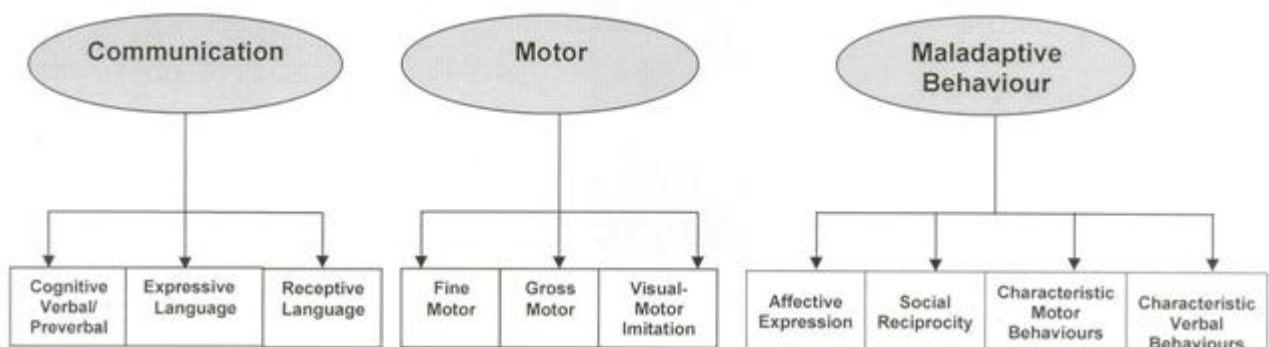 Communication
Motor
Maladaptive
Behaviour
Cognitive
Verbal/
Preverbal
Expressive
Language
Receptive
Language
Fine
Motor
Gross
Motor
Visual-
Motor
Imitation
Affective
Expression
Social
Reciprocity
Characteristic
Motor
Behaviours
Characteristic
Verbal
Behaviours